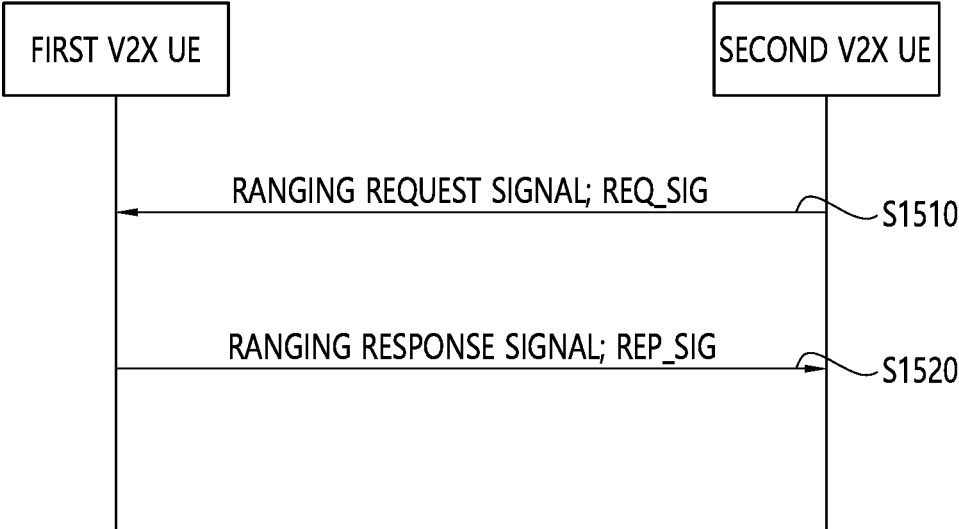 FIRST V2X UE
SECOND V2X UE
RANGING REQUEST SIGNAL; REQ_SIG
S1510
RANGING RESPONSE SIGNAL; REP_SIG
S1520